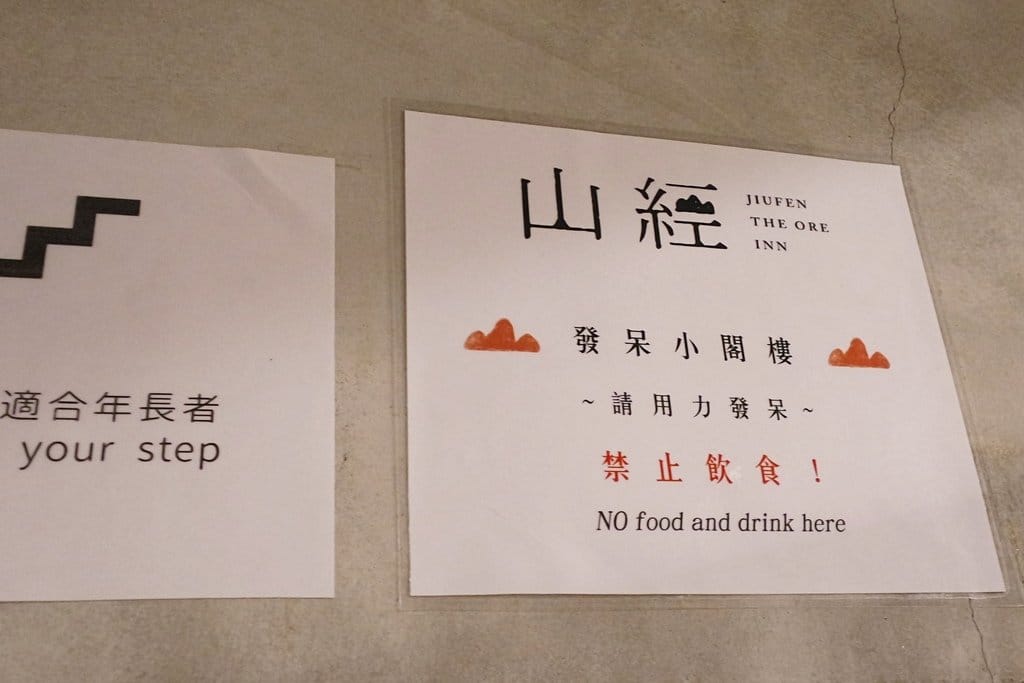 適合年長者
your step
山經
JIUFEN
THE ORE
INN
發呆小閣樓
~請用力發呆~
禁止飲食！
NO food and drink here